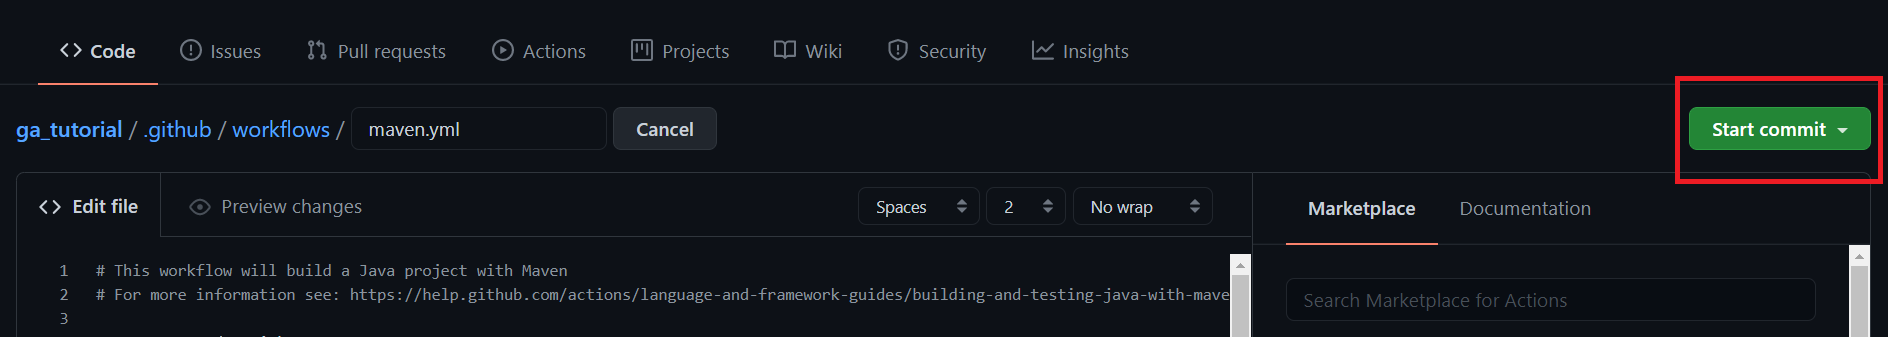 Code Issues Pull requests Actions Projects Wiki Security Insights
ga_tutorial / .github / workflows / maven.yml Cancel Start commit
Edit file Preview changes Spaces 2 No wrap Marketplace Documentation
1 # This workflow will build a Java project with Maven
2 # For more information see: https://help.github.com/actions/language-and-framework-guides/building-and-testing-java-with-mave
3
Search Marketplace for Actions